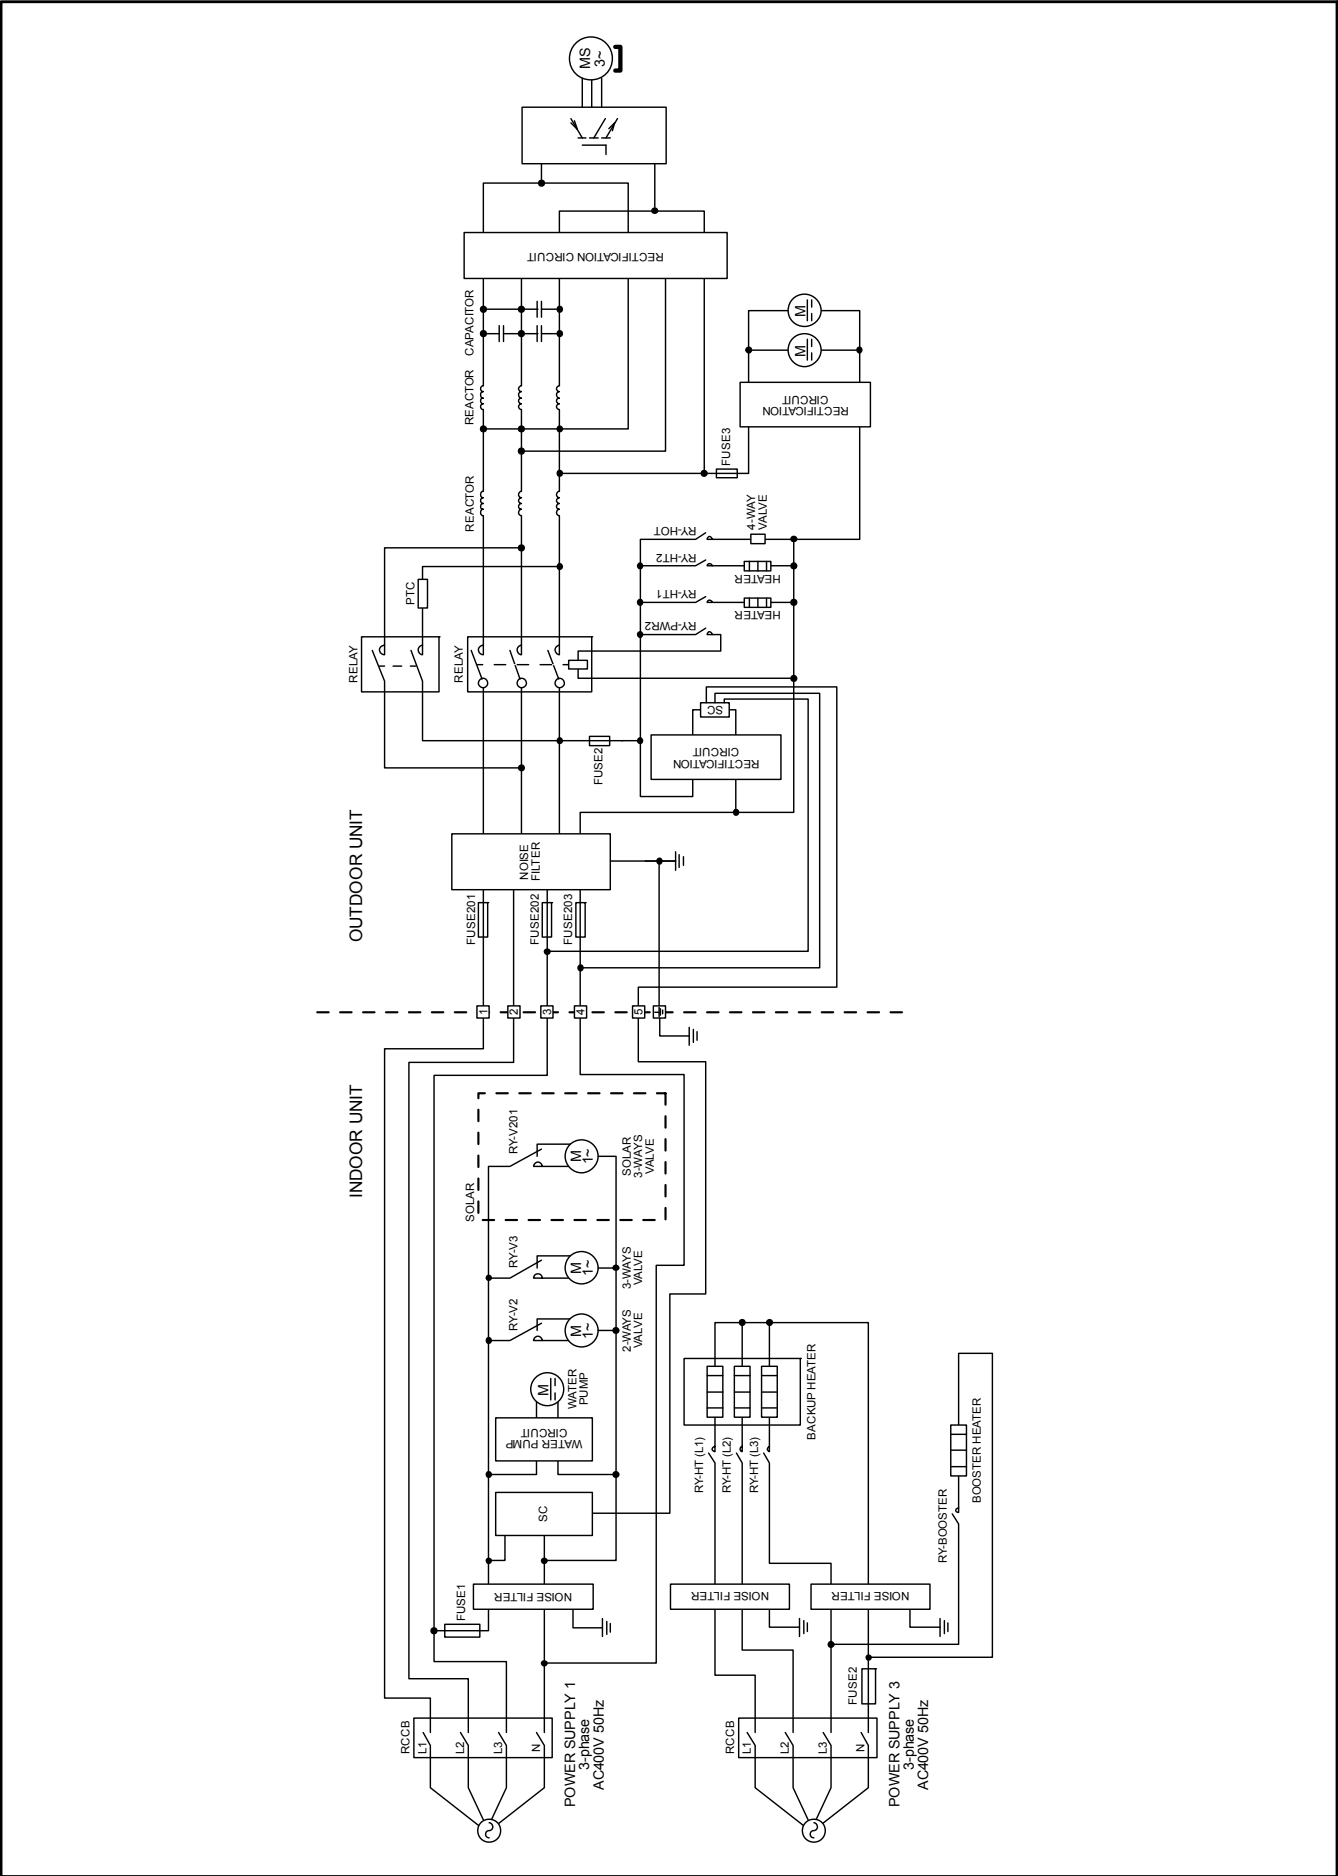 MS
3~
RECTIFICATION CIRCUIT
CAPACITOR
REACTOR
M
M
RECTIFICATION
CIRCUIT
FUSE3
REACTOR
RY-HOT
4-WAY
VALVE
RY-HT2
HEATER
RY-HT1
HEATER
RY-PWR2
PTC
RELAY
RELAY
SC
RECTIFICATION
CIRCUIT
FUSE2
OUTDOOR UNIT
NOISE
FILTER
FUSE201
FUSE202
FUSE203
1
2
3
4
5
INDOOR UNIT
SOLAR
RY-V201
M
1~
SOLAR
3-WAYS
VALVE
RY-V3
M
1~
3-WAYS
VALVE
RY-V2
M
1~
2-WAYS
VALVE
M
WATER
PUMP
WATER PUMP
CIRCUIT
SC
NOISE FILTER
FUSE1
RCCB
L1
L2
L3
N
POWER SUPPLY 1
3-phase
AC400V 50Hz
BACKUP HEATER
RY-HT (L1)
RY-HT (L2)
RY-HT (L3)
BOOSTER HEATER
RY-BOOSTER
NOISE FILTER
NOISE FILTER
FUSE2
RCCB
L1
L2
L3
N
POWER SUPPLY 3
3-phase
AC400V 50Hz